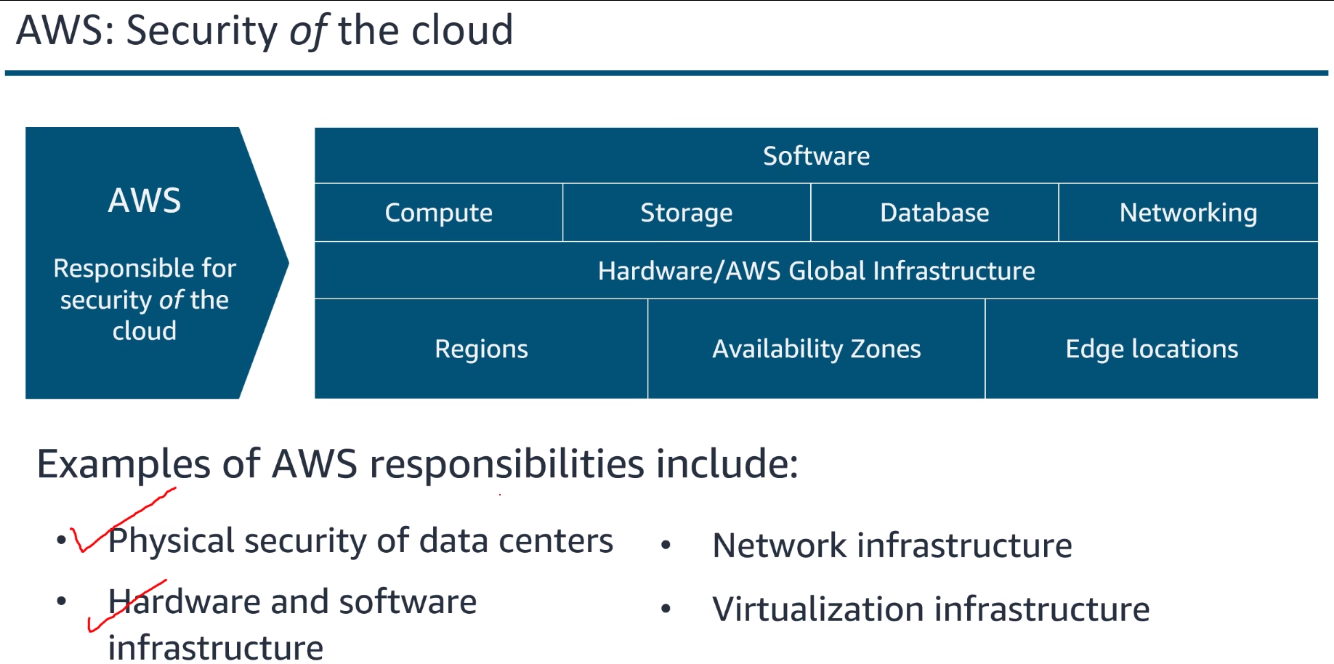 AWS: Security of the cloud
AWS
Responsible for
security of the
cloud
Software
Compute
Storage
Database
Networking
Hardware/AWS Global Infrastructure
Regions
Availability Zones
Edge locations
Examples of AWS responsibilities include:
• Physical security of data centers
• Hardware and software
infrastructure
• Network infrastructure
• Virtualization infrastructure